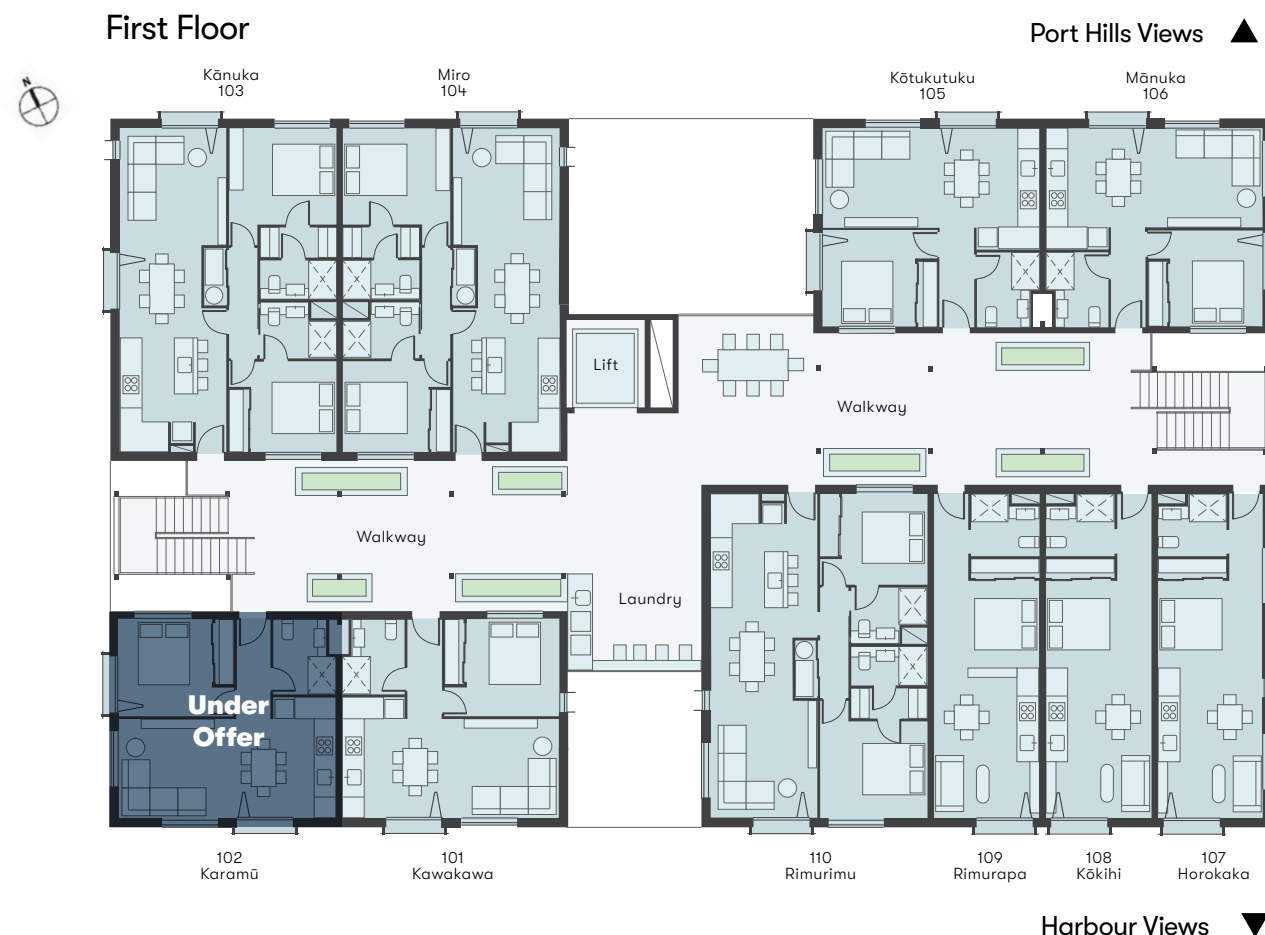 First Floor
Port Hills Views
N
Kānuka
103
Miro
104
Kōtukutuku
105
Mānuka
106
Lift
Walkway
Walkway
Laundry
Under
Offer
102
Karamū
101
Kawakawa
110
Rimurimu
109
Rimurapa
108
Kōkihi
107
Horokaka
Harbour Views